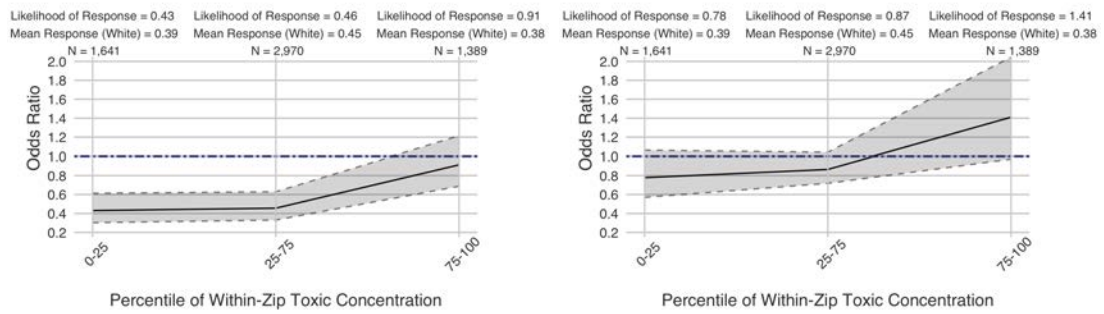 Likelihood of Response = 0.43 Likelihood of Response = 0.46 Likelihood of Response = 0.91
Mean Response (White) = 0.39 Mean Response (White) = 0.45 Mean Response (White) = 0.38
N = 1,641 N = 2,970 N = 1,389
2.0
1.8
1.6
1.4
1.2
1.0
0.8
0.6
0.4
0.2
Odds Ratio
0-25 25-75 75-100
Percentile of Within-Zip Toxic Concentration
Likelihood of Response = 0.78 Likelihood of Response = 0.87 Likelihood of Response = 1.41
Mean Response (White) = 0.39 Mean Response (White) = 0.45 Mean Response (White) = 0.38
N = 1,641 N = 2,970 N = 1,389
2.0
1.8
1.6
1.4
1.2
1.0
0.8
0.6
0.4
0.2
Odds Ratio
0-25 25-75 75-100
Percentile of Within-Zip Toxic Concentration